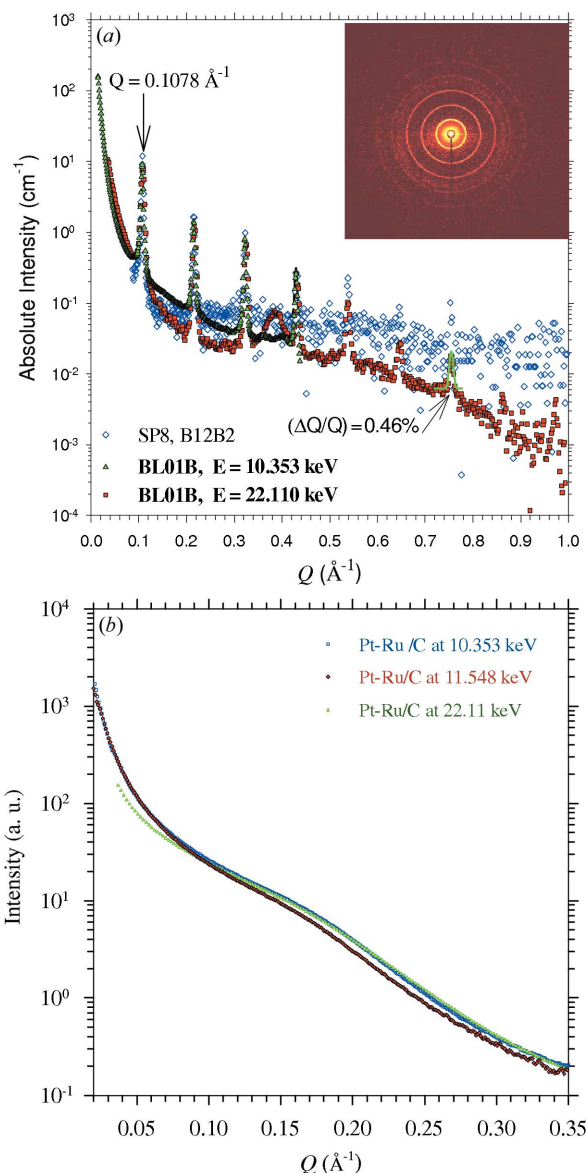 (a)
Q = 0.1078 Å⁻¹
Absolute Intensity (cm⁻¹)
10³
10²
10¹
10⁰
10⁻¹
10⁻²
10⁻³
10⁻⁴
(ΔQ/Q) = 0.46%
SP8, B12B2
BL01B, E = 10.353 keV
BL01B, E = 22.110 keV
0.0 0.1 0.2 0.3 0.4 0.5 0.6 0.7 0.8 0.9 1.0
Q (Å⁻¹)
(b)
Pt-Ru /C at 10.353 keV
Pt-Ru/C at 11.548 keV
Pt-Ru/C at 22.11 keV
Intensity (a. u.)
10⁴
10³
10²
10¹
10⁰
10⁻¹
0.05 0.10 0.15 0.20 0.25 0.30 0.35
Q (Å⁻¹)